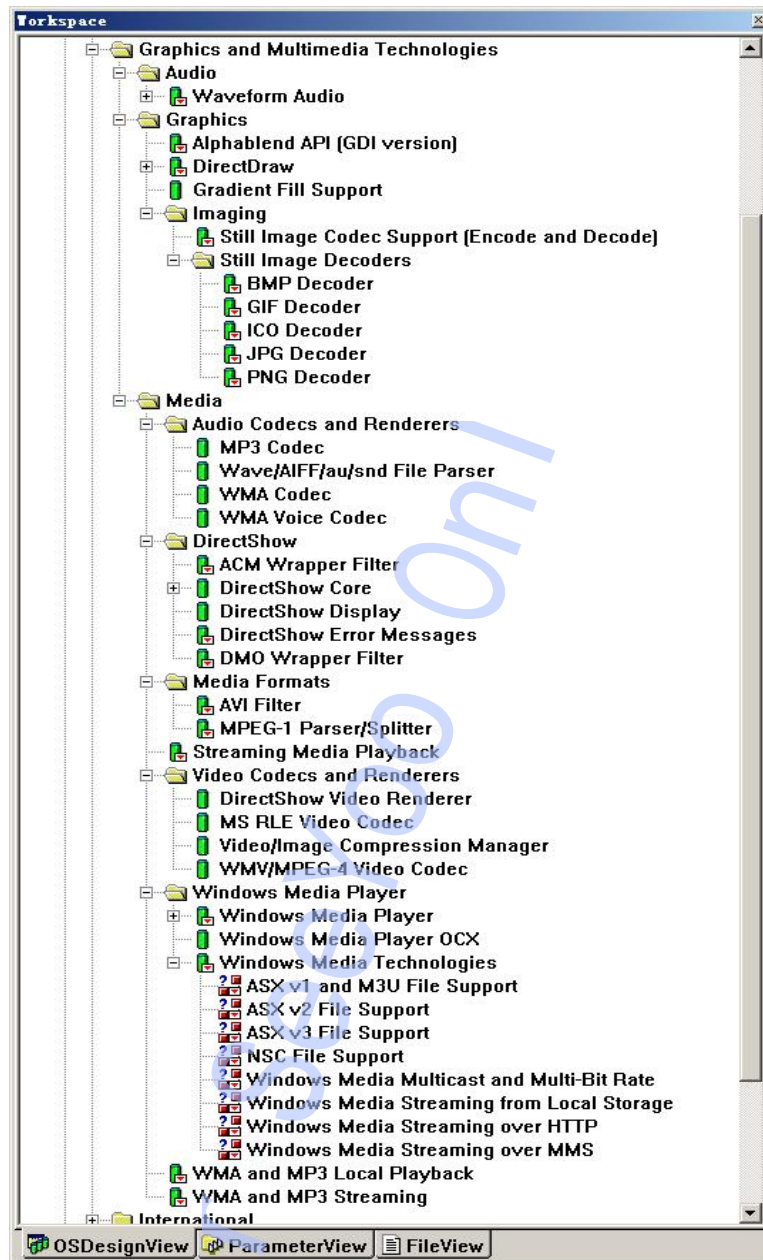 Workspace
Graphics and Multimedia Technologies
Audio
Waveform Audio
Graphics
Alphablend API (GDI version)
DirectDraw
Gradient Fill Support
Imaging
Still Image Codec Support (Encode and Decode)
Still Image Decoders
BMP Decoder
GIF Decoder
ICO Decoder
JPG Decoder
PNG Decoder
Media
Audio Codecs and Renderers
MP3 Codec
Wave/AIFF/au/snd File Parser
WMA Codec
WMA Voice Codec
DirectShow
ACM Wrapper Filter
DirectShow Core
DirectShow Display
DirectShow Error Messages
DMO Wrapper Filter
Media Formats
AVI Filter
MPEG-1 Parser/Splitter
Streaming Media Playback
Video Codecs and Renderers
DirectShow Video Renderer
MS RLE Video Codec
Video/Image Compression Manager
WMV/MPEG-4 Video Codec
Windows Media Player
Windows Media Player
Windows Media Player OCX
Windows Media Technologies
ASX v1 and M3U File Support
ASX v2 File Support
ASX v3 File Support
NSC File Support
Windows Media Multicast and Multi-Bit Rate
Windows Media Streaming from Local Storage
Windows Media Streaming over HTTP
Windows Media Streaming over MMS
WMA and MP3 Local Playback
WMA and MP3 Streaming
International
OSDesignView ParameterView FileView